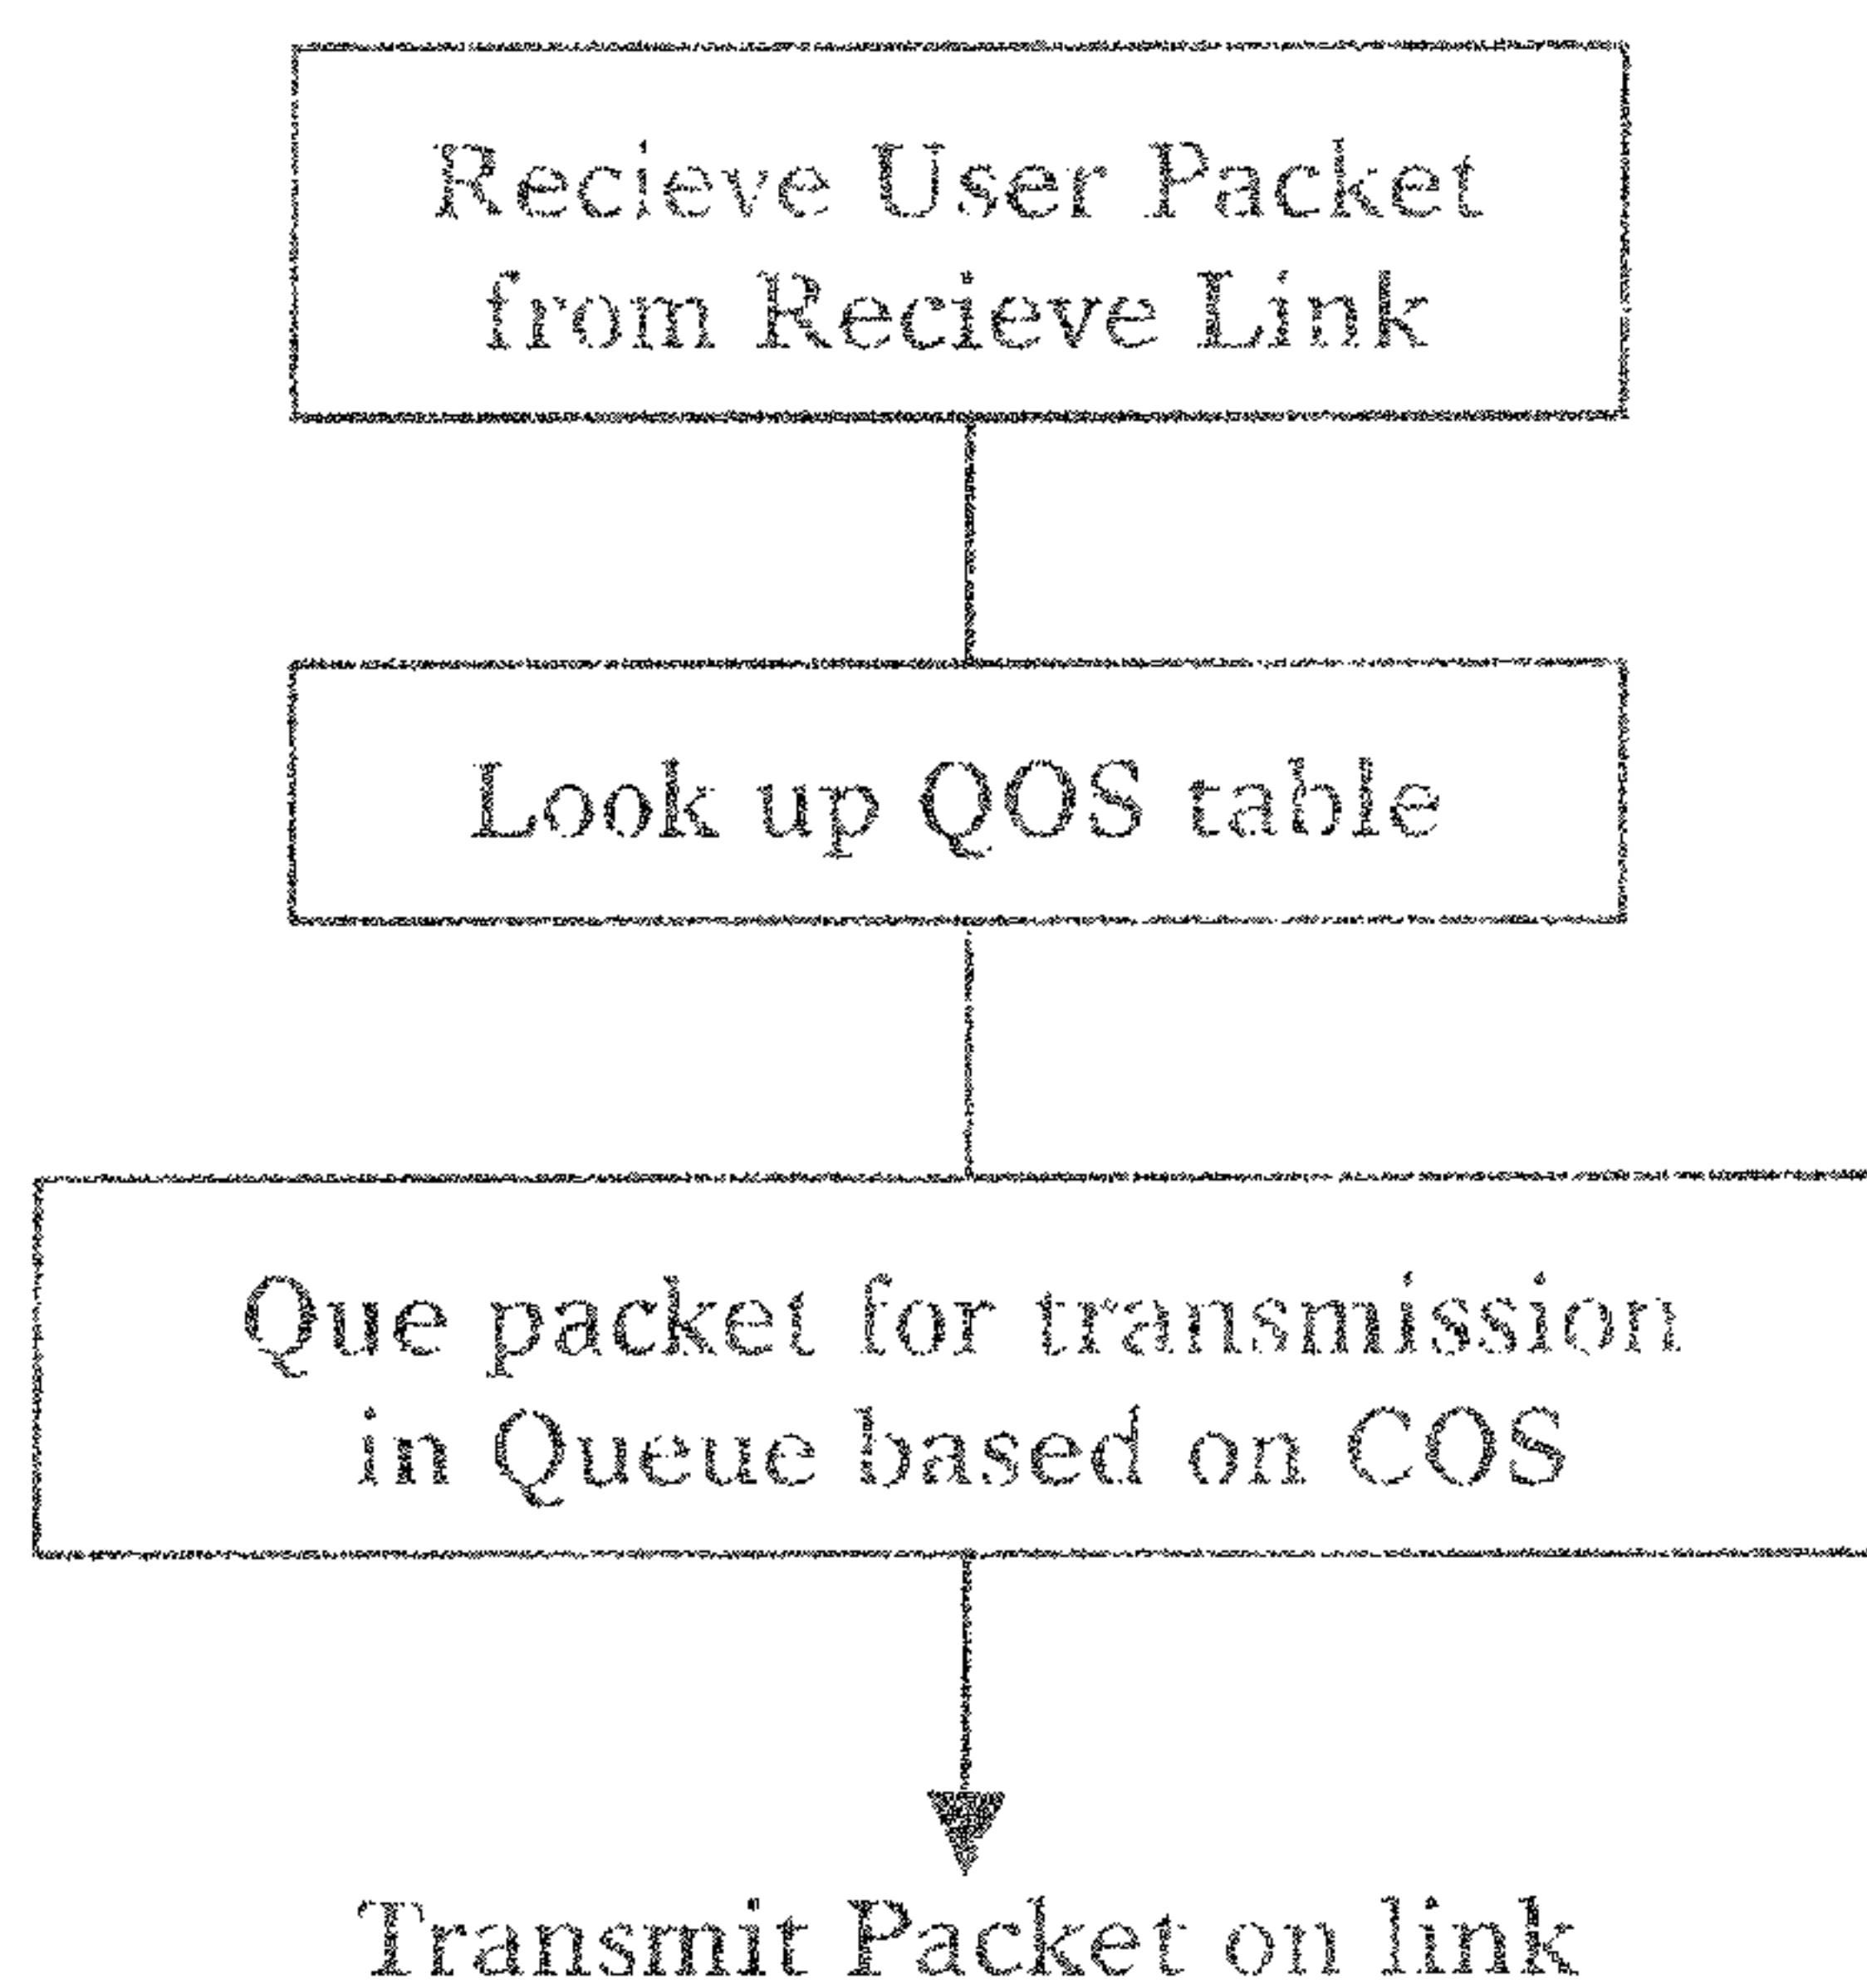 Recieve User Packet
from Recieve Link
Look up QOS table
Que packet for transmission
in Queue based on COS
Transmit Packet on link